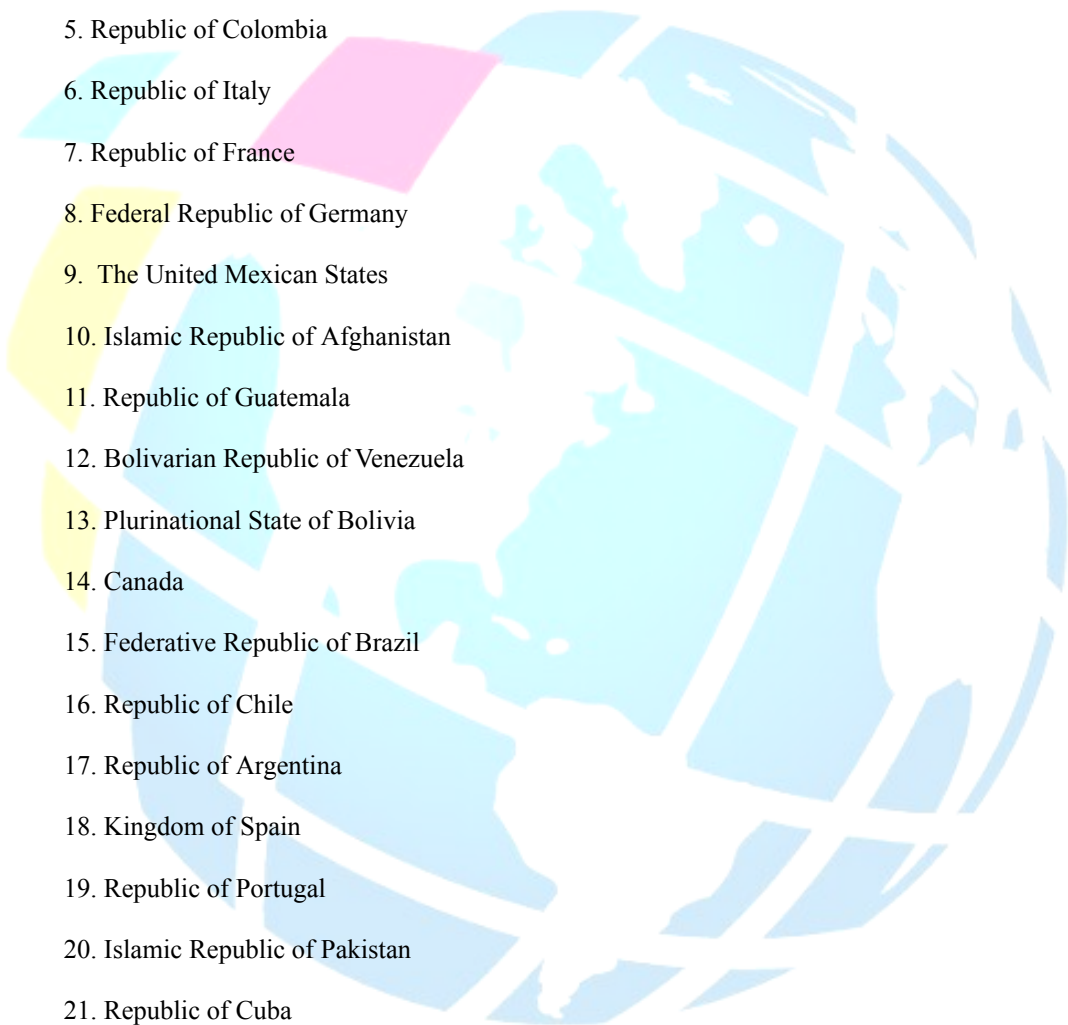 5. Republic of Colombia
6. Republic of Italy
7. Republic of France
8. Federal Republic of Germany
9. The United Mexican States
10. Islamic Republic of Afghanistan
11. Republic of Guatemala
12. Bolivarian Republic of Venezuela
13. Plurinational State of Bolivia
14. Canada
15. Federative Republic of Brazil
16. Republic of Chile
17. Republic of Argentina
18. Kingdom of Spain
19. Republic of Portugal
20. Islamic Republic of Pakistan
21. Republic of Cuba